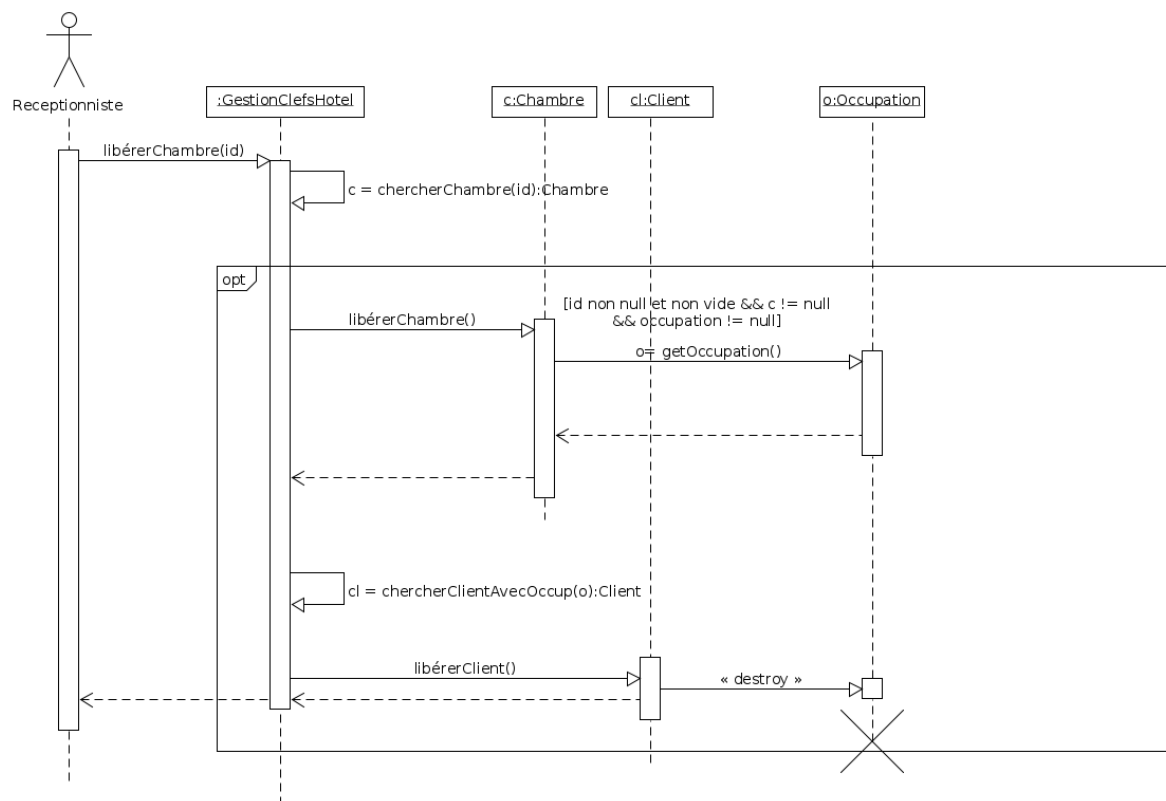 Receptionniste
:GestionClefsHotel
c:Chambre
cl:Client
o:Occupation
libérerChambre(id)
c = chercherChambre(id):Chambre
opt
[id non null et non vide && c != null
&& occupation != null]
libérerChambre()
o= getOccupation()
cl = chercherClientAvecOccup(o):Client
libérerClient()
« destroy »